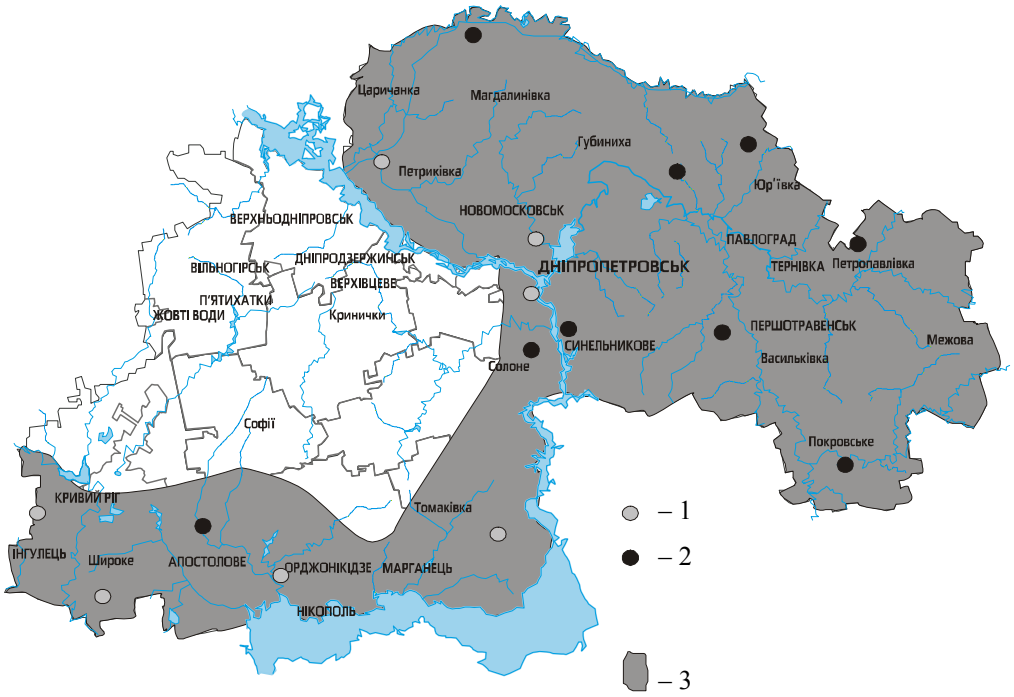 Царичанка
Магдалинівка
Губиниха
Петриківка
Юр'ївка
НОВОМОСКОВСЬК
ВЕРХНЬОДНІПРОВСЬК
ПАВЛОГРАД
ДНІПРОДЗЕРЖИНСЬК
ДНІПРОПЕТРОВСЬК
ТЕРНІВКА
Петропавлівка
ВІЛЬНОГІРСЬК
ВЕРХІВЦЕВЕ
П'ЯТИХАТКИ
ЖОВТІ ВОДИ
Кринички
ПЕРШОТРАВЕНСЬК
СИНЕЛЬНИКОВЕ
Межова
Васильківка
Солоне
Софії
Покровське
КРИВИЙ РІГ
Томаківка
– 1
ІНГУЛЕЦЬ
Широке
АПОСТОЛОВЕ
ОРДЖОНІКІДЗЕ
МАРГАНЕЦЬ
– 2
НІКОПОЛЬ
– 3